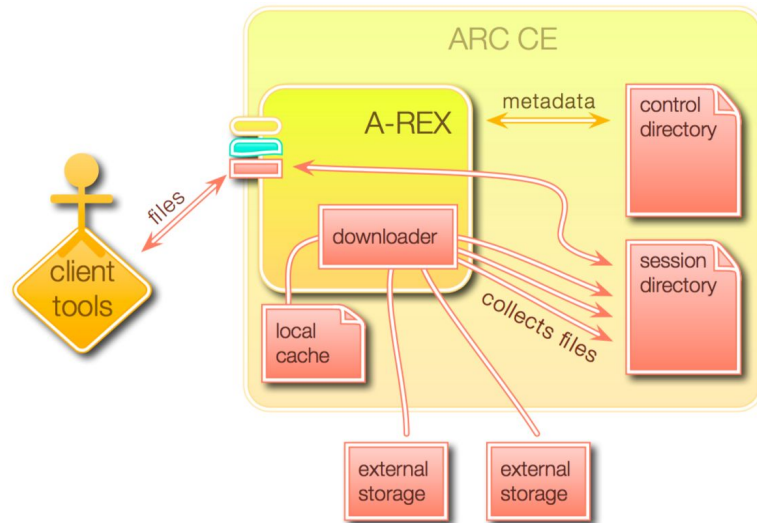 ARC CE
A-REX
metadata
control
directory
files
client
tools
downloader
session
directory
collects files
local
cache
external
storage
external
storage